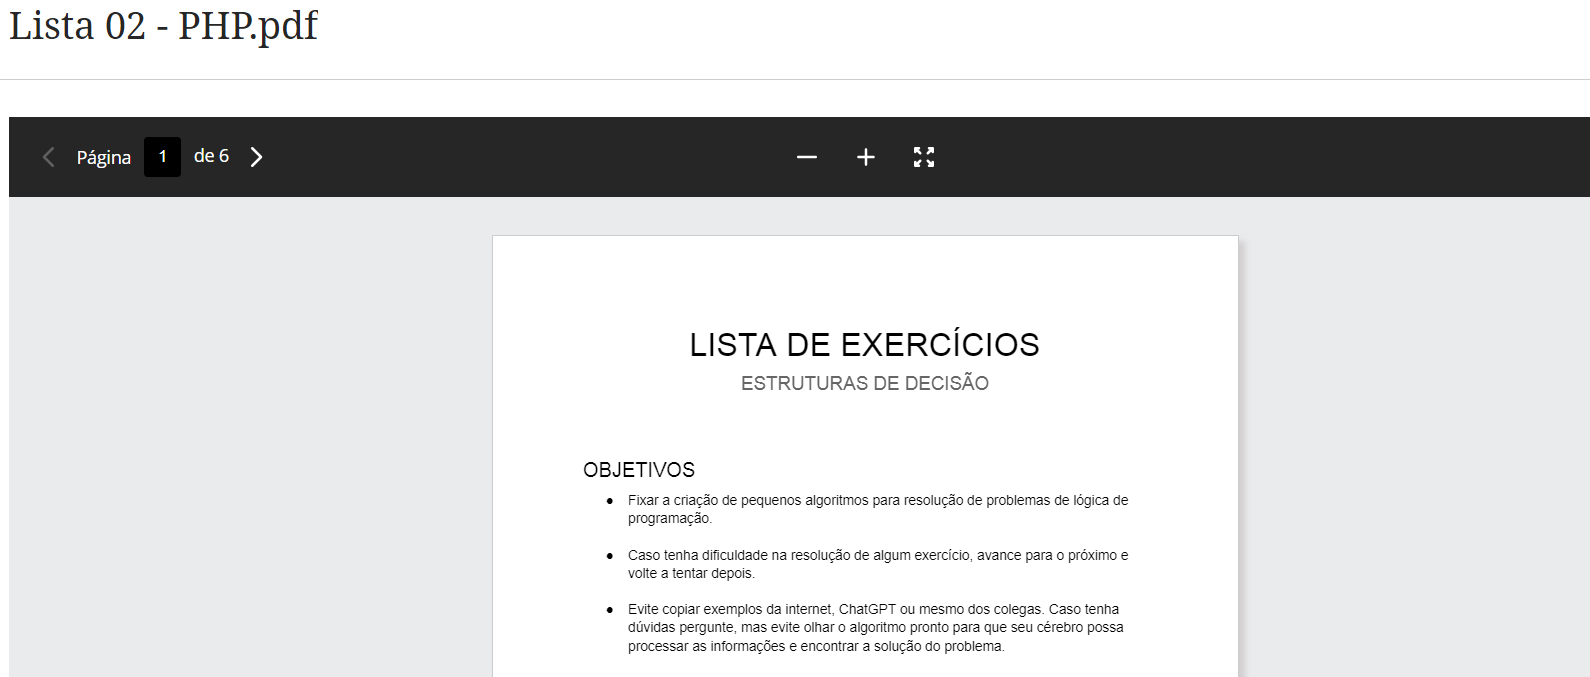 Lista 02 - PHP.pdf
Página 1 de 6
LISTA DE EXERCÍCIOS
ESTRUTURAS DE DECISÃO
OBJETIVOS
● Fixar a criação de pequenos algoritmos para resolução de problemas de lógica de
programação.
● Caso tenha dificuldade na resolução de algum exercício, avance para o próximo e
volte a tentar depois.
● Evite copiar exemplos da internet, ChatGPT ou mesmo dos colegas. Caso tenha
dúvidas pergunte, mas evite olhar o algoritmo pronto para que seu cérebro possa
processar as informações e encontrar a solução do problema.